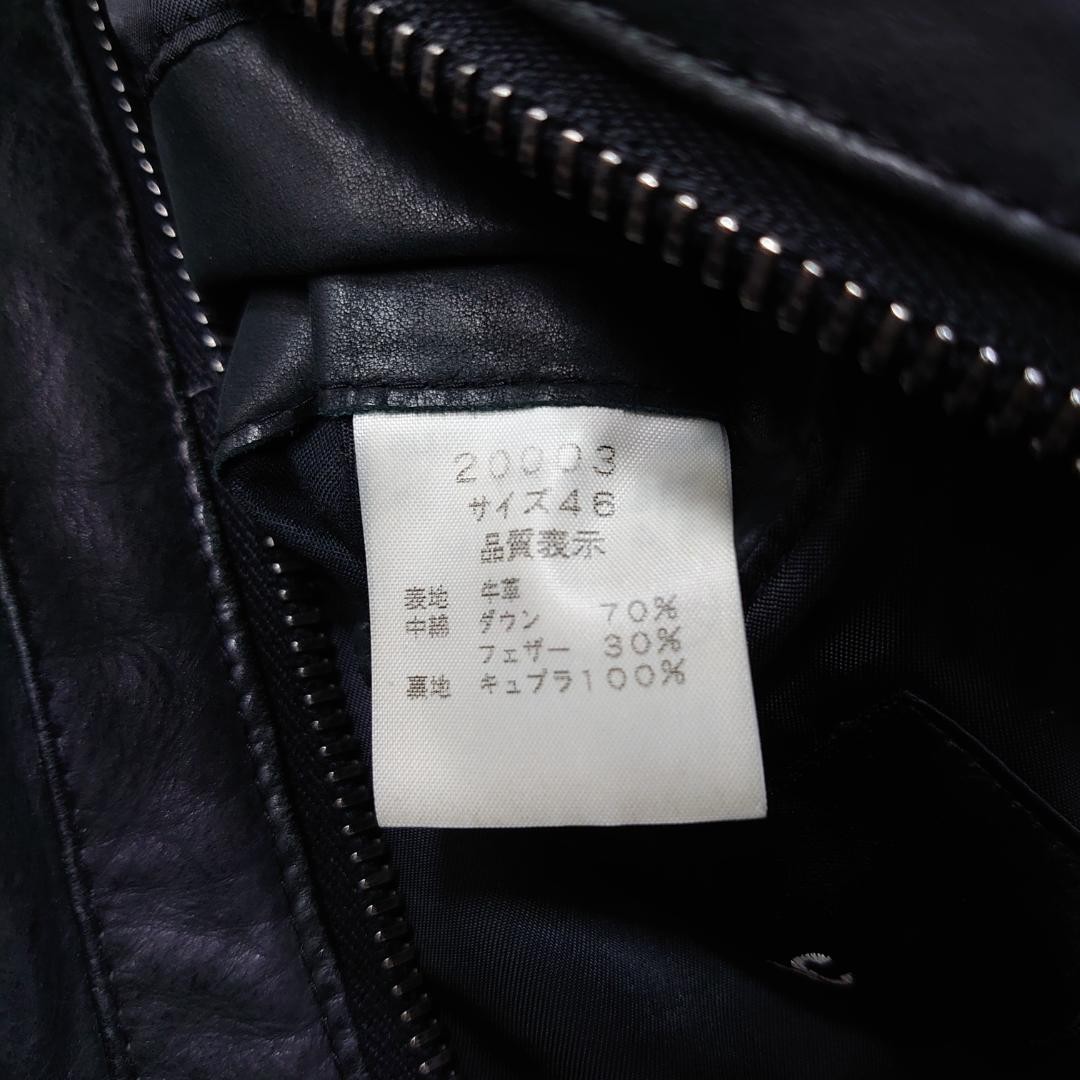 20003
サイズ46
品質表示
表地 牛革
中綿 ダウン 70%
フェザー 30%
裏地 キュプラ100%